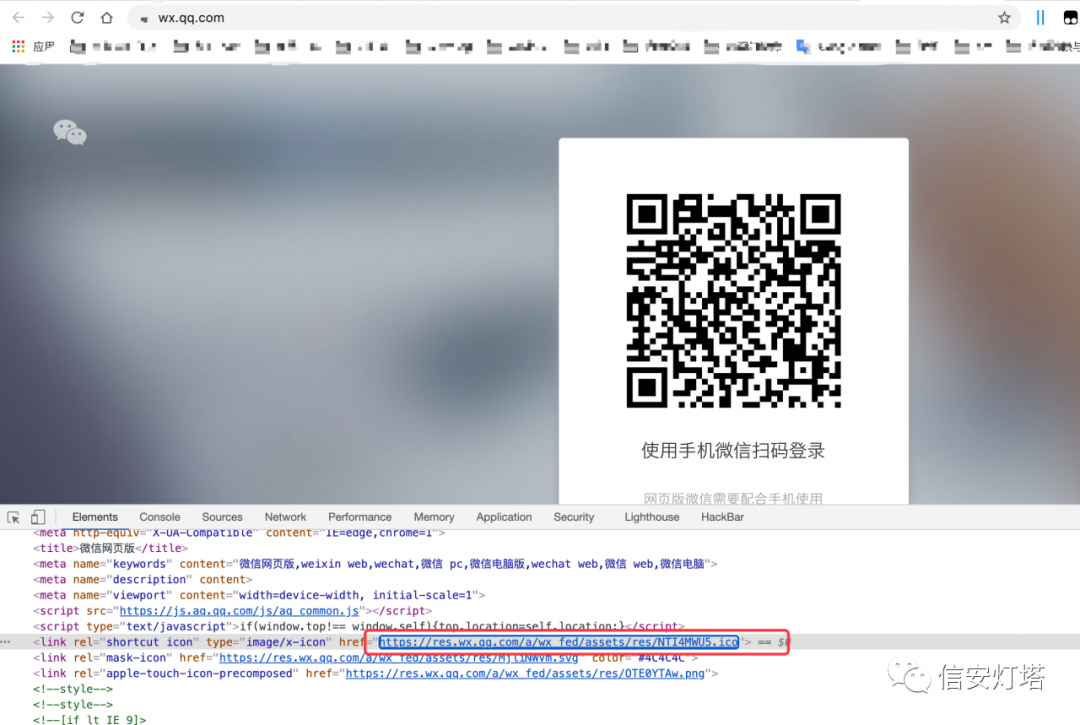 wx.qq.com
应用
使用手机微信扫码登录
网页版微信需要配合手机使用
Elements Console Sources Network Performance Memory Application Security Lighthouse HackBar
<meta http-equiv="X-UA-Compatible" content="IE=edge,chrome=1">
<title>微信网页版</title>
<meta name="keywords" content="微信网页版,weixin web,wechat,微信 pc,微信电脑版,wechat web,微信 web,微信电脑">
<meta name="description" content>
<meta name="viewport" content="width=device-width, initial-scale=1">
<script src="https://js.aq.qq.com/js/aq_common.js"></script>
<script type="text/javascript">if(window.top!== window.self){top.location=self.location;}</script>
<link rel="shortcut icon" type="image/x-icon" href="https://res.wx.qq.com/a/wx_fed/assets/res/NTI4MWU5.ico"> == $0
<link rel="mask-icon" href="https://res.wx.qq.com/a/wx_fed/assets/res/MjliNWVm.svg" color="#4C4C4C">
<link rel="apple-touch-icon-precomposed" href="https://res.wx.qq.com/a/wx_fed/assets/res/OTE0YTAw.png">
<!--style-->
<!--style-->
<!--[if lt IE 9]>
信安灯塔